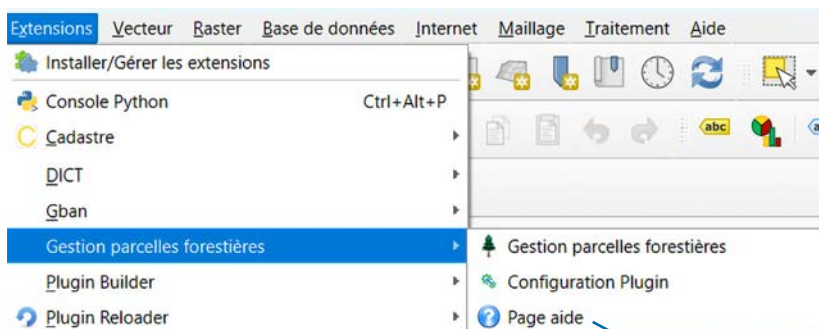 Extensions Vecteur Raster Base de données Internet Maillage Traitement Aide
Installer/Gérer les extensions
Console Python Ctrl+Alt+P
Cadastre
abc
DICT
Gban
Gestion parcelles forestières Gestion parcelles forestières
Plugin Builder Configuration Plugin
Plugin Reloader Page aide